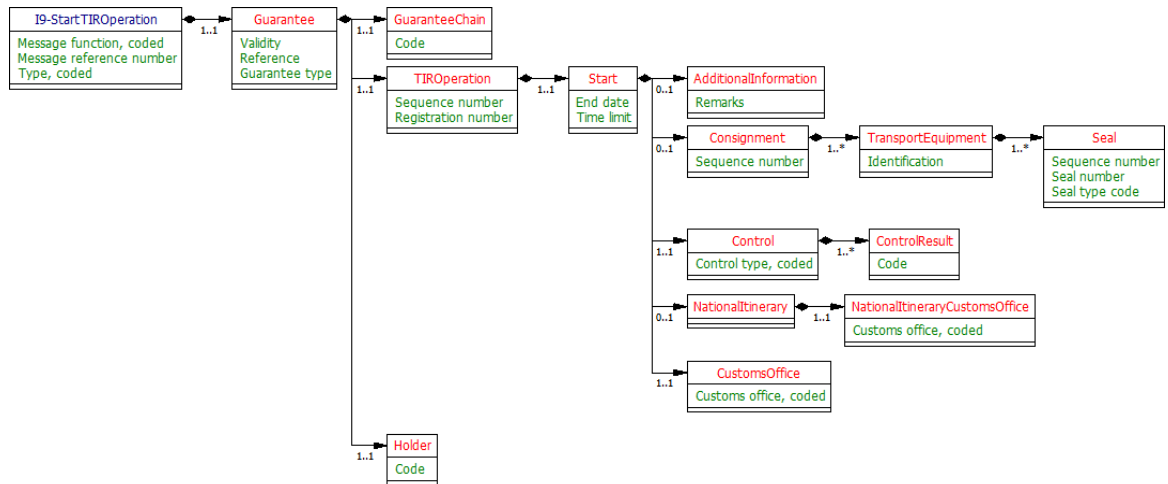 I9-StartTIROperation
Message function, coded
Message reference number
Type, coded
1..1
Guarantee
Validity
Reference
Guarantee type
1..1
GuaranteeChain
Code
1..1
TIROperation
Sequence number
Registration number
1..1
Start
End date
Time limit
0..1
AdditionalInformation
Remarks
0..1
Consignment
Sequence number
1..*
TransportEquipment
Identification
1..*
Seal
Sequence number
Seal number
Seal type code
1..1
Control
Control type, coded
1..*
ControlResult
Code
0..1
NationalItinerary
1..1
NationalItineraryCustomsOffice
Customs office, coded
1..1
CustomsOffice
Customs office, coded
1..1
Holder
Code